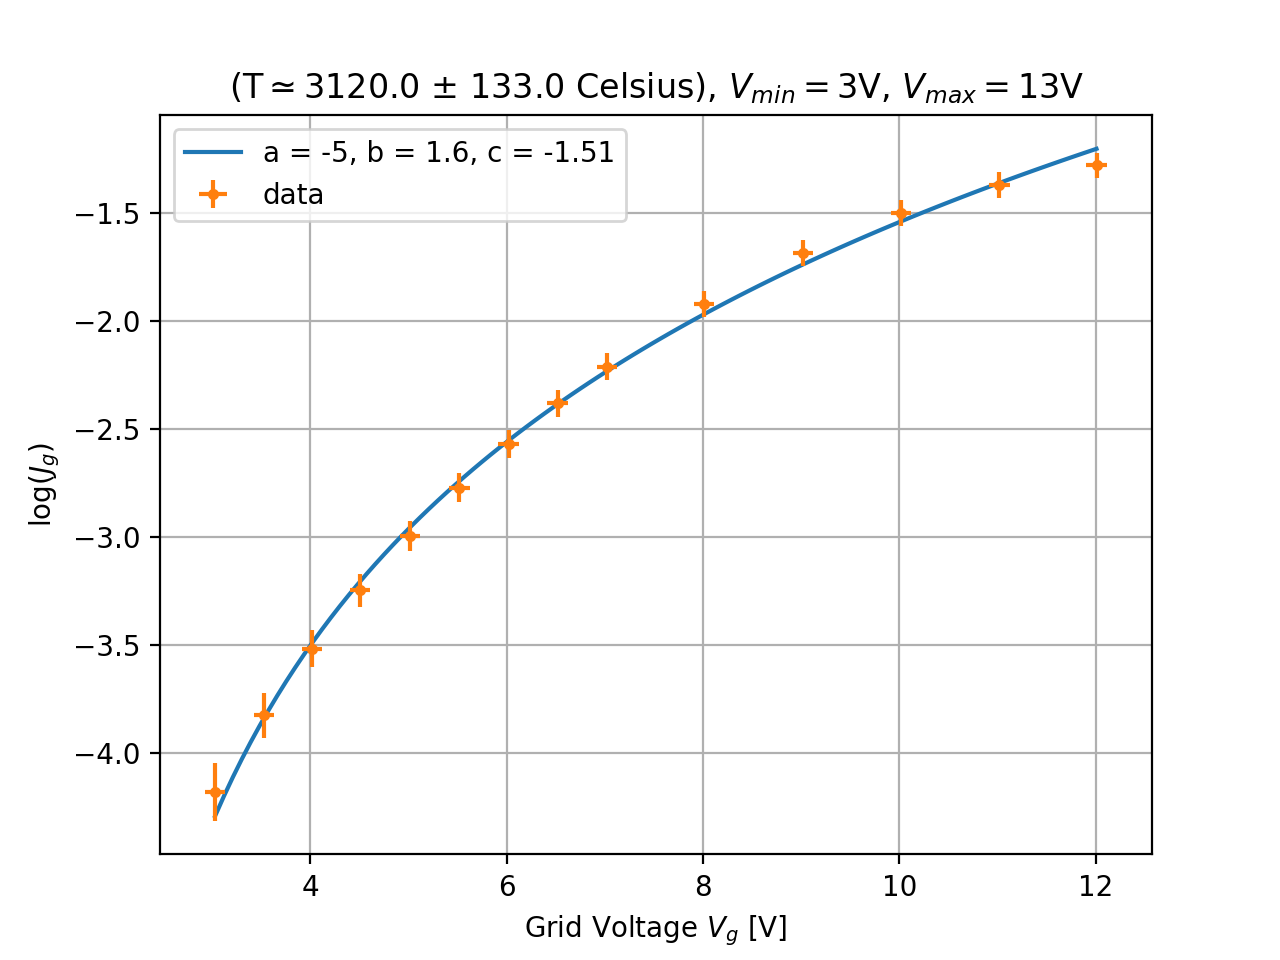 (T ≃ 3120.0 ± 133.0 Celsius), V_min = 3V, V_max = 13V
a = -5, b = 1.6, c = -1.51
data
−1.5
−2.0
−2.5
−3.0
−3.5
−4.0
log(J_g)
4 6 8 10 12
Grid Voltage V_g [V]